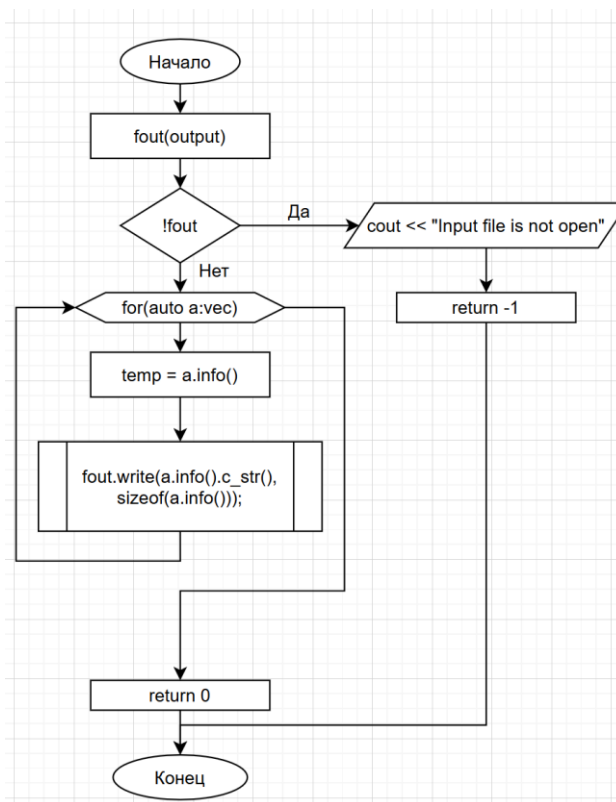 Начало
fout(output)
!fout
Да
cout << "Input file is not open"
Нет
for(auto a:vec)
return -1
temp = a.info()
fout.write(a.info().c_str(),
sizeof(a.info()));
return 0
Конец